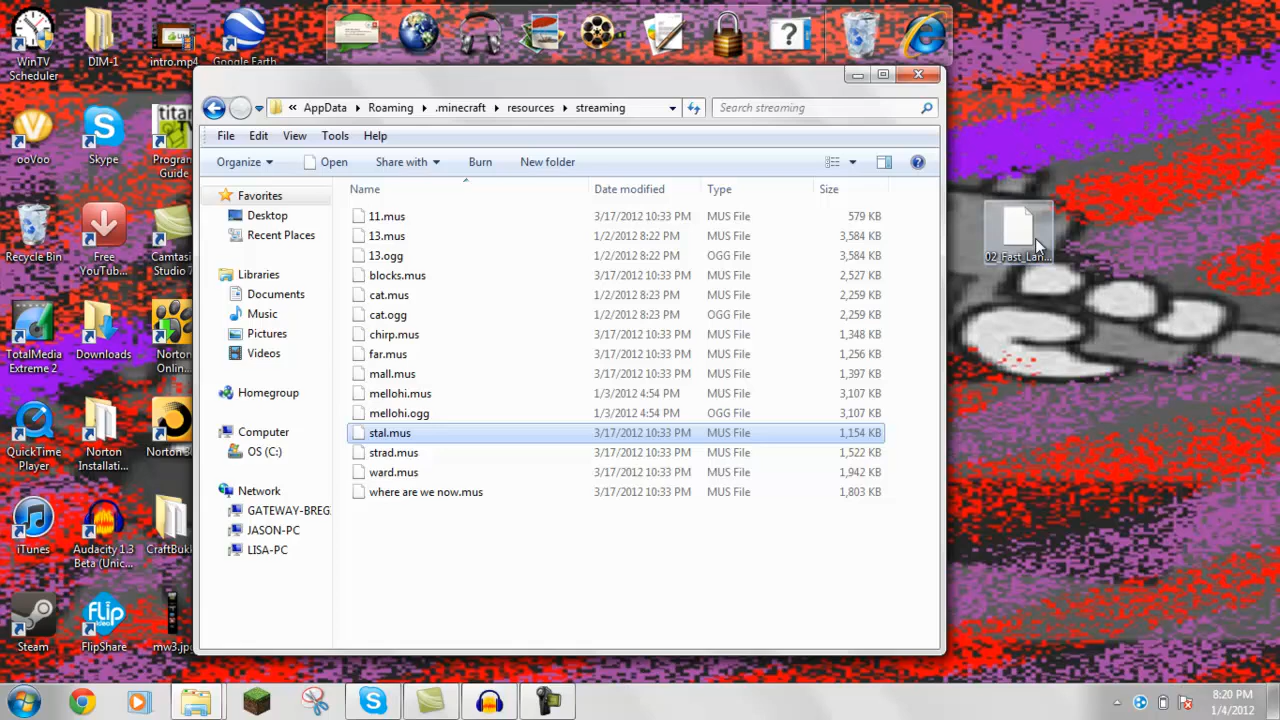 WinTV Scheduler
DIM-1
intro.mp4
Google Earth
ooVoo
Skype
titan TV
Program Guide
Recycle Bin
Free YouTub...
Camtasia Studio 7
TotalMedia Extreme 2
Downloads
Norton Online...
QuickTime Player
Norton Installati...
iTunes
Audacity 1.3 Beta (Unic...
CraftBukk
Steam
flip
FlipShare
mw3.jp
« AppData Roaming .minecraft resources streaming
Search streaming
File Edit View Tools Help
Organize Open Share with Burn New folder
Favorites
Desktop
Recent Places
Libraries
Documents
Music
Pictures
Videos
Homegroup
Computer
OS (C:)
Network
GATEWAY-BREG
JASON-PC
LISA-PC
Name Date modified Type Size
11.mus 3/17/2012 10:33 PM MUS File 579 KB
13.mus 1/2/2012 8:22 PM MUS File 3,584 KB
13.ogg 1/2/2012 8:22 PM OGG File 3,584 KB
blocks.mus 3/17/2012 10:33 PM MUS File 2,527 KB
cat.mus 1/2/2012 8:23 PM MUS File 2,259 KB
cat.ogg 1/2/2012 8:23 PM OGG File 2,259 KB
chirp.mus 3/17/2012 10:33 PM MUS File 1,348 KB
far.mus 3/17/2012 10:33 PM MUS File 1,256 KB
mall.mus 3/17/2012 10:33 PM MUS File 1,397 KB
mellohi.mus 1/3/2012 4:54 PM MUS File 3,107 KB
mellohi.ogg 1/3/2012 4:54 PM OGG File 3,107 KB
stal.mus 3/17/2012 10:33 PM MUS File 1,154 KB
strad.mus 3/17/2012 10:33 PM MUS File 1,522 KB
ward.mus 3/17/2012 10:33 PM MUS File 1,942 KB
where are we now.mus 3/17/2012 10:33 PM MUS File 1,803 KB
02_Fast_Lan...
8:20 PM
1/4/2012